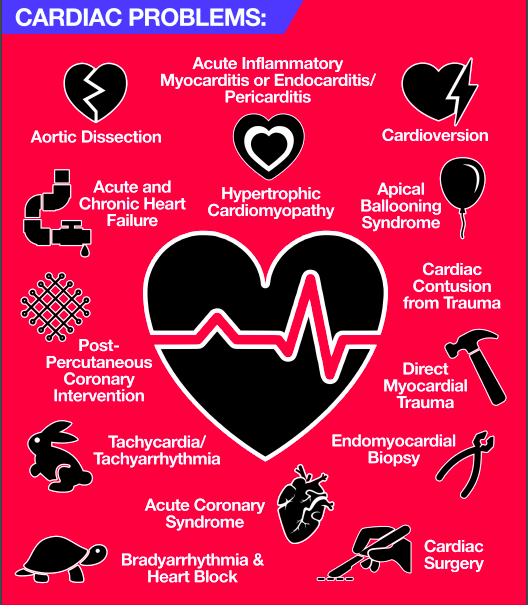 CARDIAC PROBLEMS:
Acute Inflammatory
Myocarditis or Endocarditis/
Pericarditis
Aortic Dissection
Cardioversion
Hypertrophic
Cardiomyopathy
Acute and
Chronic Heart
Failure
Apical
Ballooning
Syndrome
Cardiac
Contusion
from Trauma
Post-
Percutaneous
Coronary
Intervention
Direct
Myocardial
Trauma
Tachycardia/
Tachyarrhythmia
Endomyocardial
Biopsy
Acute Coronary
Syndrome
Bradyarrhythmia &
Heart Block
Cardiac
Surgery